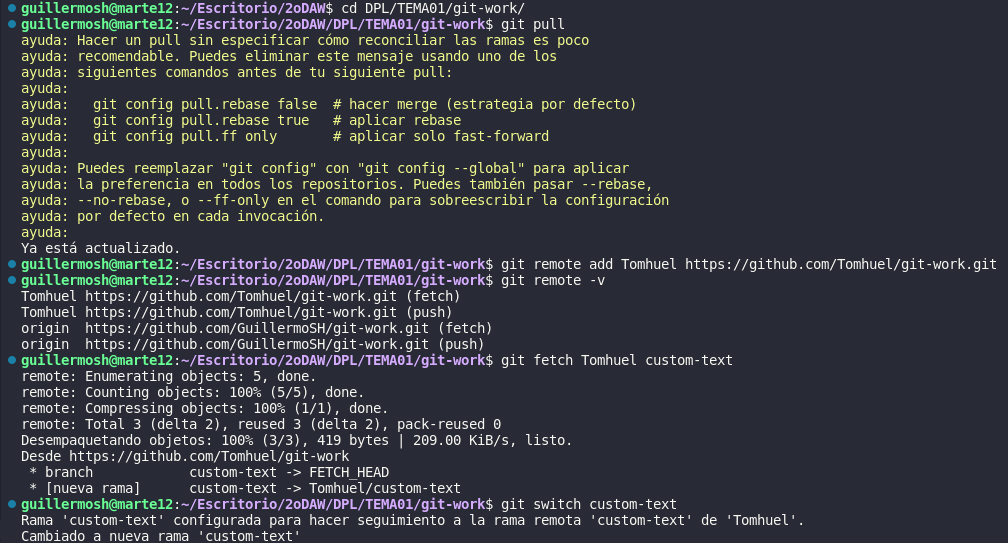 guillermosh@marte12:~/Escritorio/2oDAW$ cd DPL/TEMA01/git-work/
guillermosh@marte12:~/Escritorio/2oDAW/DPL/TEMA01/git-work$ git pull
ayuda: Hacer un pull sin especificar cómo reconciliar las ramas es poco
ayuda: recomendable. Puedes eliminar este mensaje usando uno de los
ayuda: siguientes comandos antes de tu siguiente pull:
ayuda:
ayuda:   git config pull.rebase false  # hacer merge (estrategia por defecto)
ayuda:   git config pull.rebase true   # aplicar rebase
ayuda:   git config pull.ff only       # aplicar solo fast-forward
ayuda:
ayuda: Puedes reemplazar "git config" con "git config --global" para aplicar
ayuda: la preferencia en todos los repositorios. Puedes también pasar --rebase,
ayuda: --no-rebase, o --ff-only en el comando para sobreescribir la configuración
ayuda: por defecto en cada invocación.
ayuda:
Ya está actualizado.
guillermosh@marte12:~/Escritorio/2oDAW/DPL/TEMA01/git-work$ git remote add Tomhuel https://github.com/Tomhuel/git-work.git
guillermosh@marte12:~/Escritorio/2oDAW/DPL/TEMA01/git-work$ git remote -v
Tomhuel https://github.com/Tomhuel/git-work.git (fetch)
Tomhuel https://github.com/Tomhuel/git-work.git (push)
origin  https://github.com/GuillermoSH/git-work.git (fetch)
origin  https://github.com/GuillermoSH/git-work.git (push)
guillermosh@marte12:~/Escritorio/2oDAW/DPL/TEMA01/git-work$ git fetch Tomhuel custom-text
remote: Enumerating objects: 5, done.
remote: Counting objects: 100% (5/5), done.
remote: Compressing objects: 100% (1/1), done.
remote: Total 3 (delta 2), reused 3 (delta 2), pack-reused 0
Desempaquetando objetos: 100% (3/3), 419 bytes | 209.00 KiB/s, listo.
Desde https://github.com/Tomhuel/git-work
 * branch            custom-text -> FETCH_HEAD
 * [nueva rama]      custom-text -> Tomhuel/custom-text
guillermosh@marte12:~/Escritorio/2oDAW/DPL/TEMA01/git-work$ git switch custom-text
Rama 'custom-text' configurada para hacer seguimiento a la rama remota 'custom-text' de 'Tomhuel'.
Cambiado a nueva rama 'custom-text'